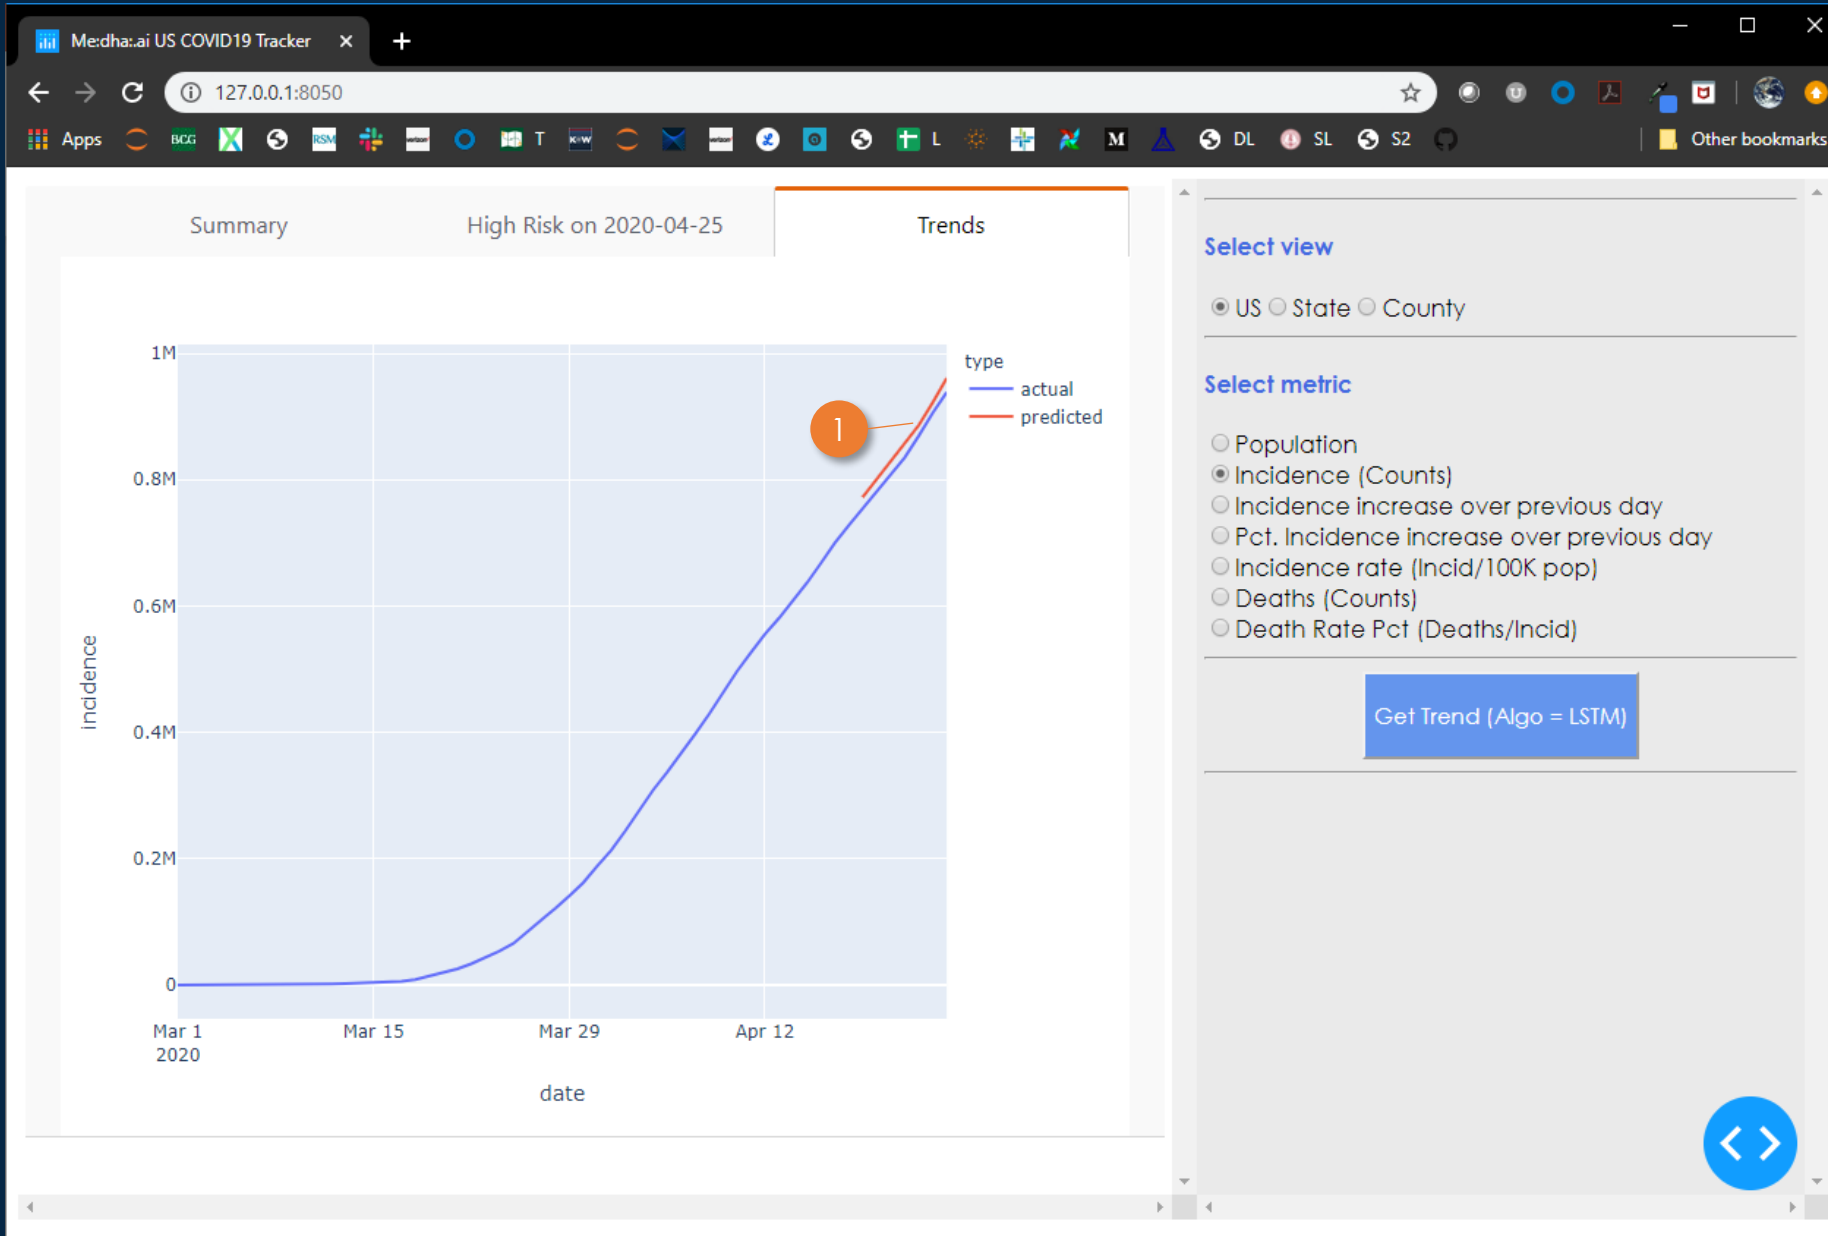 Me:dha:.ai US COVID19 Tracker
127.0.0.1:8050
Apps BCG RSM T K=W L M DL SL S2 Other bookmarks
Summary High Risk on 2020-04-25 Trends
1M
0.8M
0.6M
0.4M
0.2M
0
incidence
Mar 1
2020
Mar 15
Mar 29
Apr 12
date
1
type
actual
predicted
Select view
US State County
Select metric
Population
Incidence (Counts)
Incidence increase over previous day
Pct. Incidence increase over previous day
Incidence rate (Incid/100K pop)
Deaths (Counts)
Death Rate Pct (Deaths/Incid)
Get Trend (Algo = LSTM)